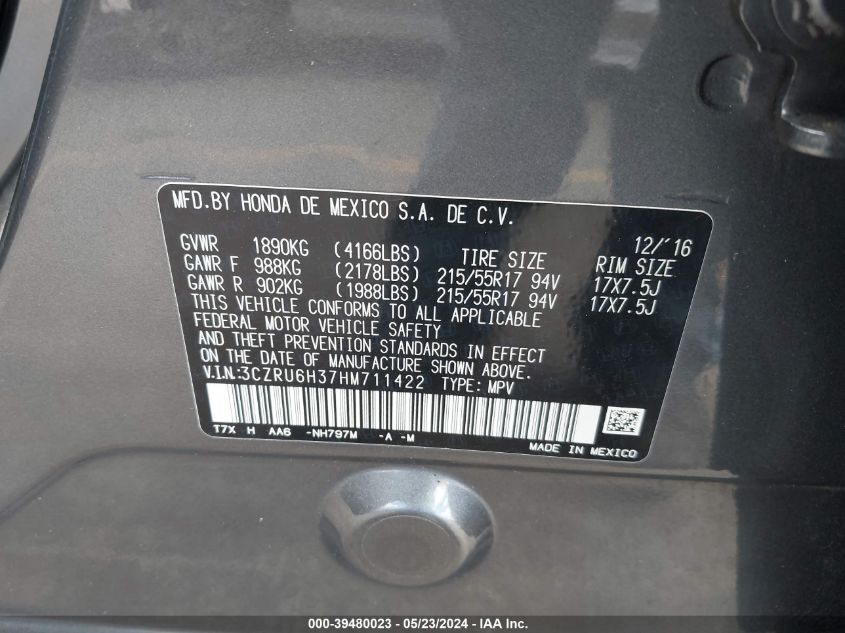 MFD.BY HONDA DE MEXICO S.A. DE C.V.
12/'16
GVWR 1890KG (4166LBS) TIRE SIZE RIM SIZE
GAWR F 988KG (2178LBS) 215/55R17 94V 17X7.5J
GAWR R 902KG (1988LBS) 215/55R17 94V 17X7.5J
THIS VEHICLE CONFORMS TO ALL APPLICABLE
FEDERAL MOTOR VEHICLE SAFETY
AND THEFT PREVENTION STANDARDS IN EFFECT
ON THE DATE OF MANUFACTURE SHOWN ABOVE.
V.I.N:3CZRU6H37HM711422 TYPE: MPV
T7X H AA6 -NH797M -A -M
MADE IN MEXICO
000-39480023 - 05/23/2024 - IAA Inc.